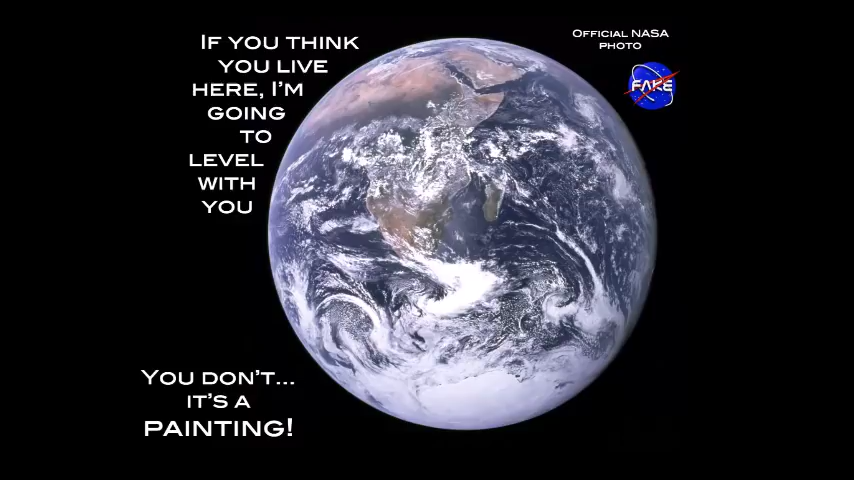 If you think
you live
here, I'm
going
to
level
with
you
Official NASA
photo
FAKE
You don't...
it's a
painting!